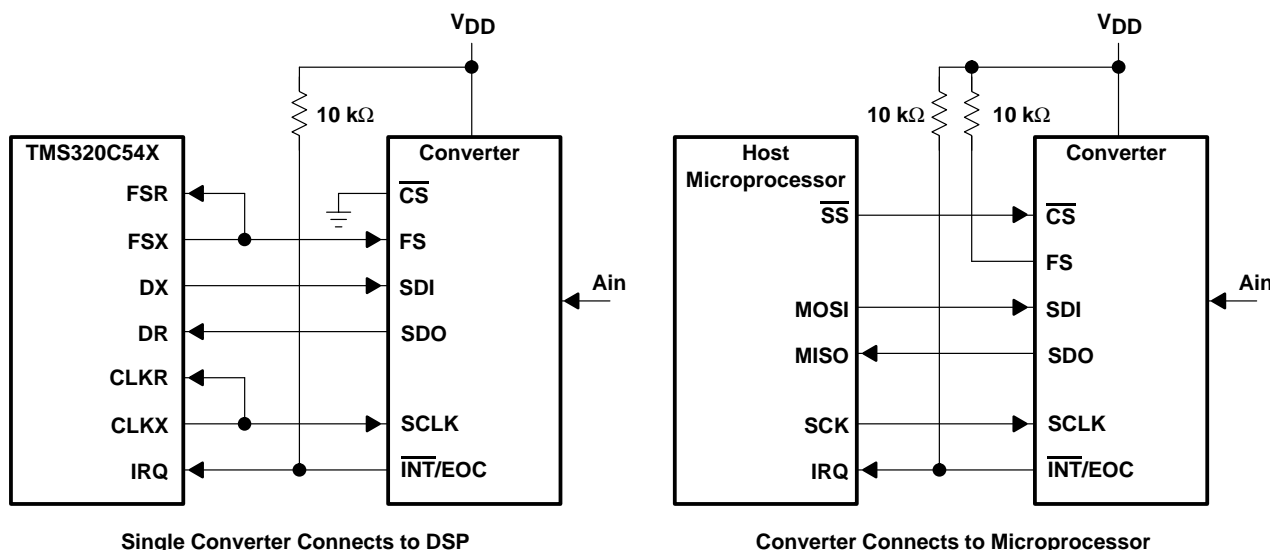 VDD
10 kΩ
TMS320C54X
Converter
FSR
CS
FSX
FS
DX
SDI
Ain
DR
SDO
CLKR
CLKX
SCLK
IRQ
INT/EOC
Single Converter Connects to DSP
VDD
10 kΩ
10 kΩ
Host
Microprocessor
Converter
SS
CS
FS
Ain
MOSI
SDI
MISO
SDO
SCK
SCLK
IRQ
INT/EOC
Converter Connects to Microprocessor